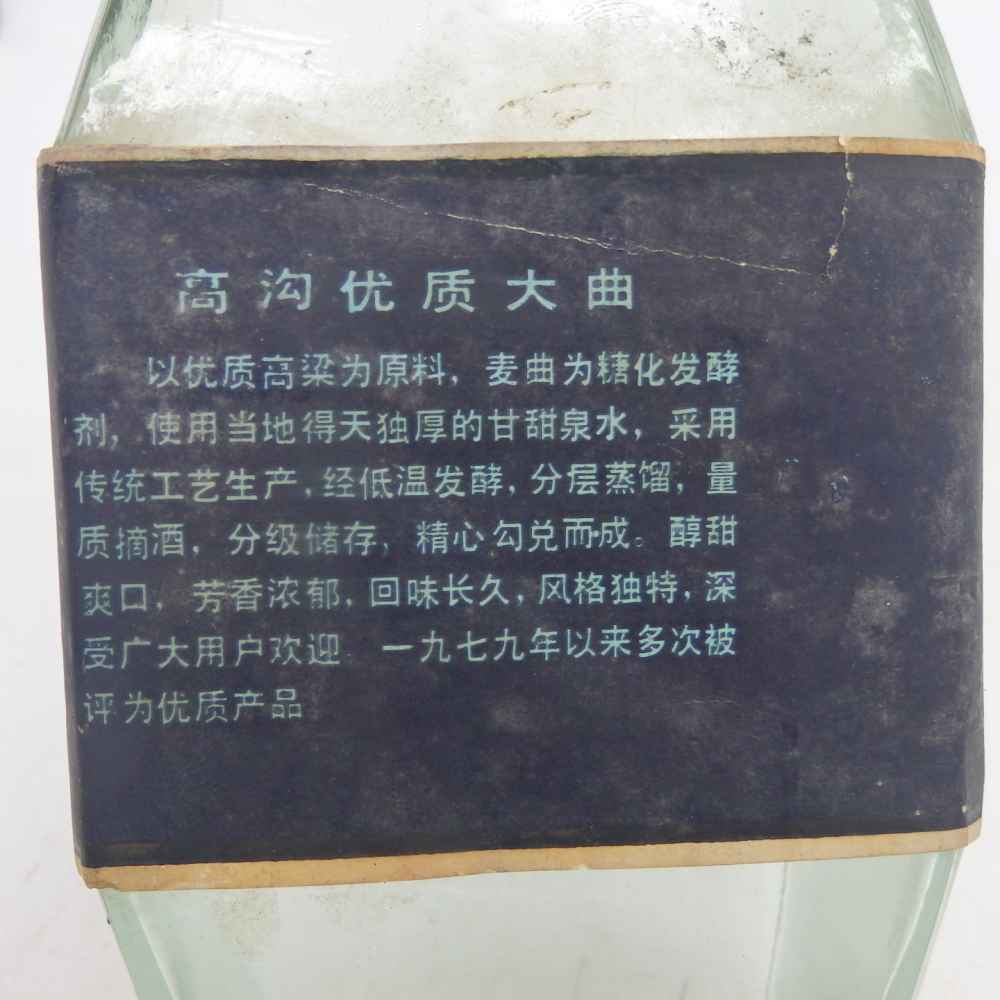 高沟优质大曲
以优质高粱为原料，麦曲为糖化发酵
剂，使用当地得天独厚的甘甜泉水，采用
传统工艺生产，经低温发酵，分层蒸馏，量
质摘酒，分级储存，精心勾兑而成。醇甜
爽口，芳香浓郁，回味长久，风格独特，深
受广大用户欢迎 一九七九年以来多次被
评为优质产品